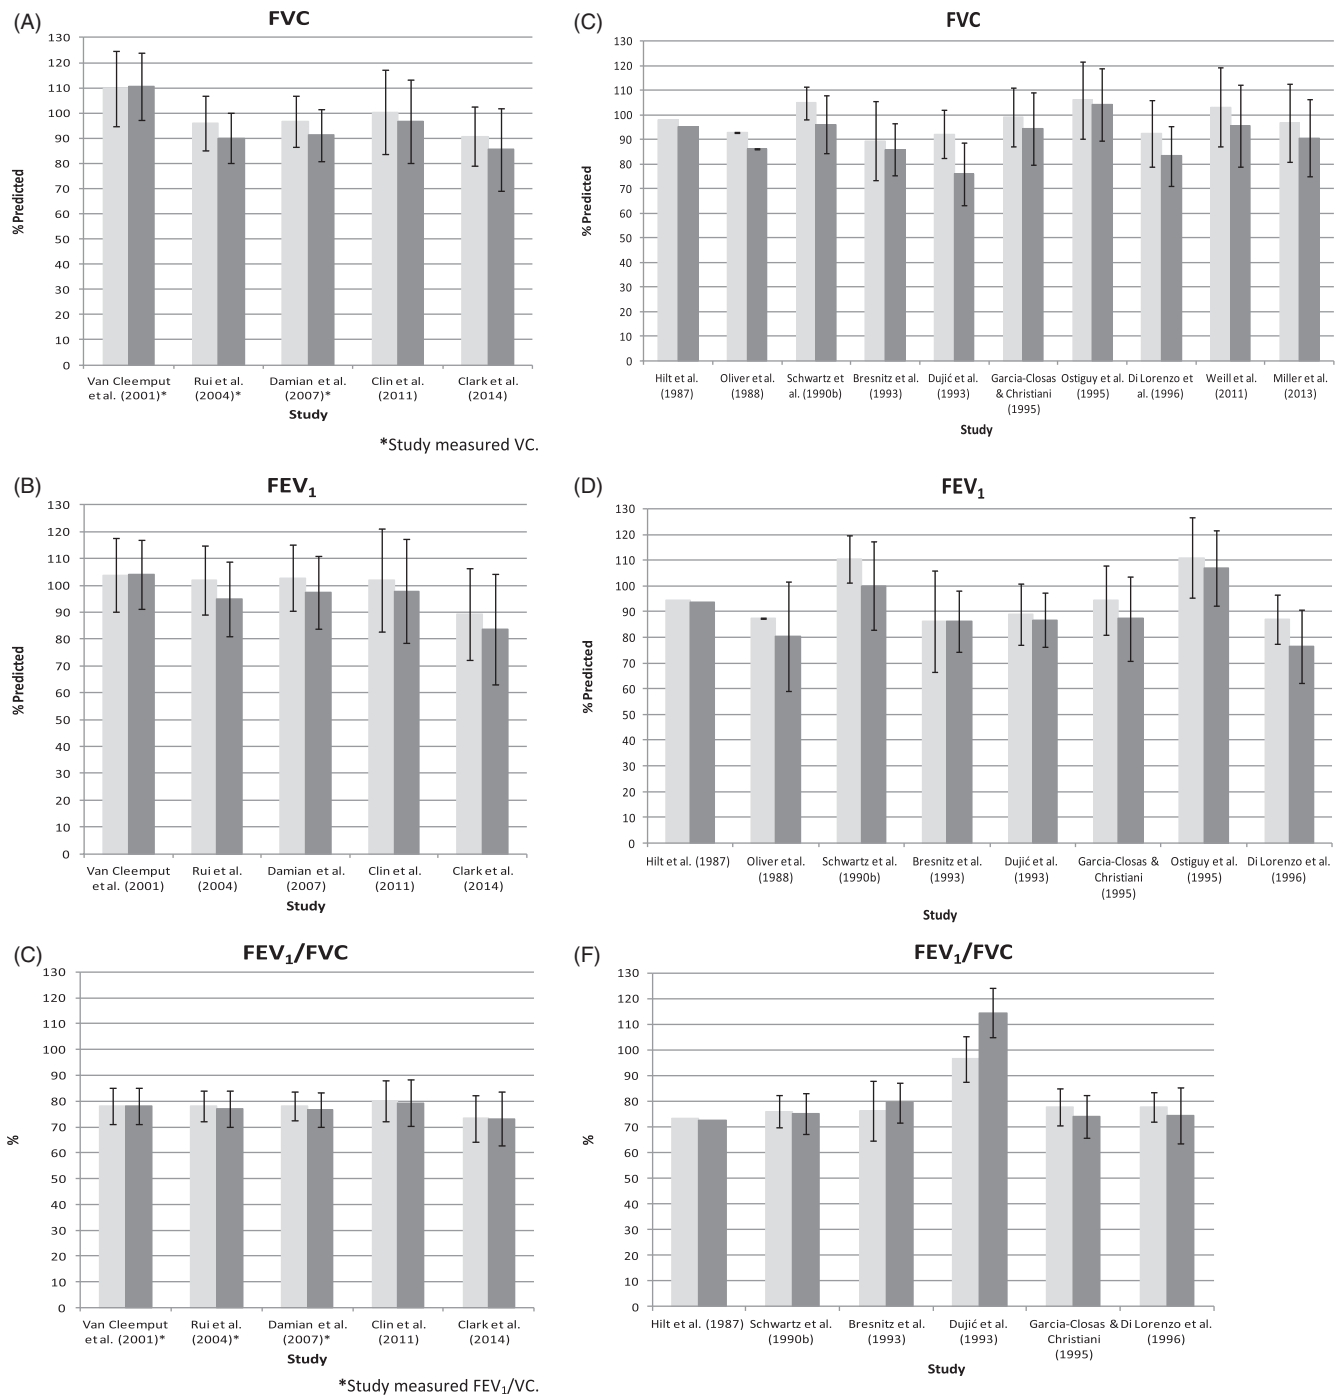 (A)
FVC
130
120
110
100
90
80
70
60
50
40
30
20
10
0
% Predicted
Van Cleemput et al. (2001)*
Rui et al. (2004)*
Damian et al. (2007)*
Clin et al. (2011)
Clark et al. (2014)
Study
*Study measured VC.
(B)
FEV₁
130
120
110
100
90
80
70
60
50
40
30
20
10
0
% Predicted
Van Cleemput et al. (2001)
Rui et al. (2004)
Damian et al. (2007)
Clin et al. (2011)
Clark et al. (2014)
Study
(C)
FEV₁/FVC
130
120
110
100
90
80
70
60
50
40
30
20
10
0
%
Van Cleemput et al. (2001)*
Rui et al. (2004)*
Damian et al. (2007)*
Clin et al. (2011)
Clark et al. (2014)
Study
*Study measured FEV₁/VC.
(C)
FVC
130
120
110
100
90
80
70
60
50
40
30
20
10
0
% Predicted
Hilt et al. (1987)
Oliver et al. (1988)
Schwartz et al. (1990b)
Bresnitz et al. (1993)
Dujić et al. (1993)
Garcia-Closas & Christiani (1995)
Ostiguy et al. (1995)
Di Lorenzo et al. (1996)
Weill et al. (2011)
Miller et al. (2013)
Study
(D)
FEV₁
130
120
110
100
90
80
70
60
50
40
30
20
10
0
% Predicted
Hilt et al. (1987)
Oliver et al. (1988)
Schwartz et al. (1990b)
Bresnitz et al. (1993)
Dujić et al. (1993)
Garcia-Closas & Christiani (1995)
Ostiguy et al. (1995)
Di Lorenzo et al. (1996)
Study
(F)
FEV₁/FVC
130
120
110
100
90
80
70
60
50
40
30
20
10
0
%
Hilt et al. (1987)
Schwartz et al. (1990b)
Bresnitz et al. (1993)
Dujić et al. (1993)
Garcia-Closas & Christiani (1995)
Di Lorenzo et al. (1996)
Study